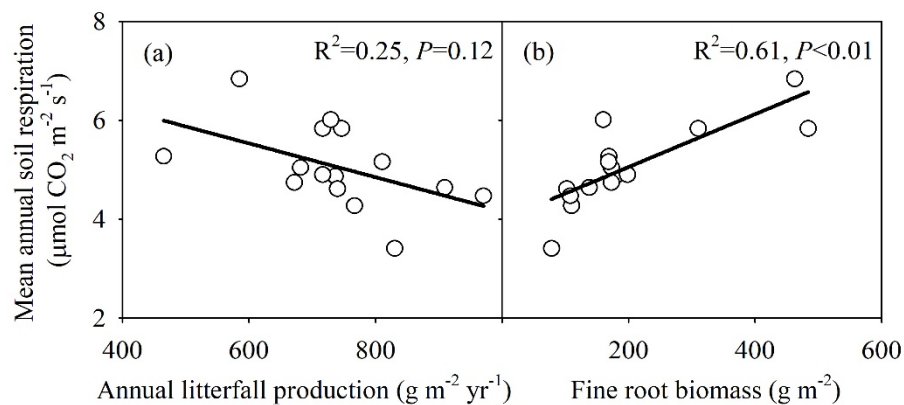 Mean annual soil respiration
(μmol CO₂ m⁻² s⁻¹)
8
6
4
2
(a)
R²=0.25, P=0.12
(b)
R²=0.61, P<0.01
400
600
800
200
400
600
Annual litterfall production (g m⁻² yr⁻¹)
Fine root biomass (g m⁻²)